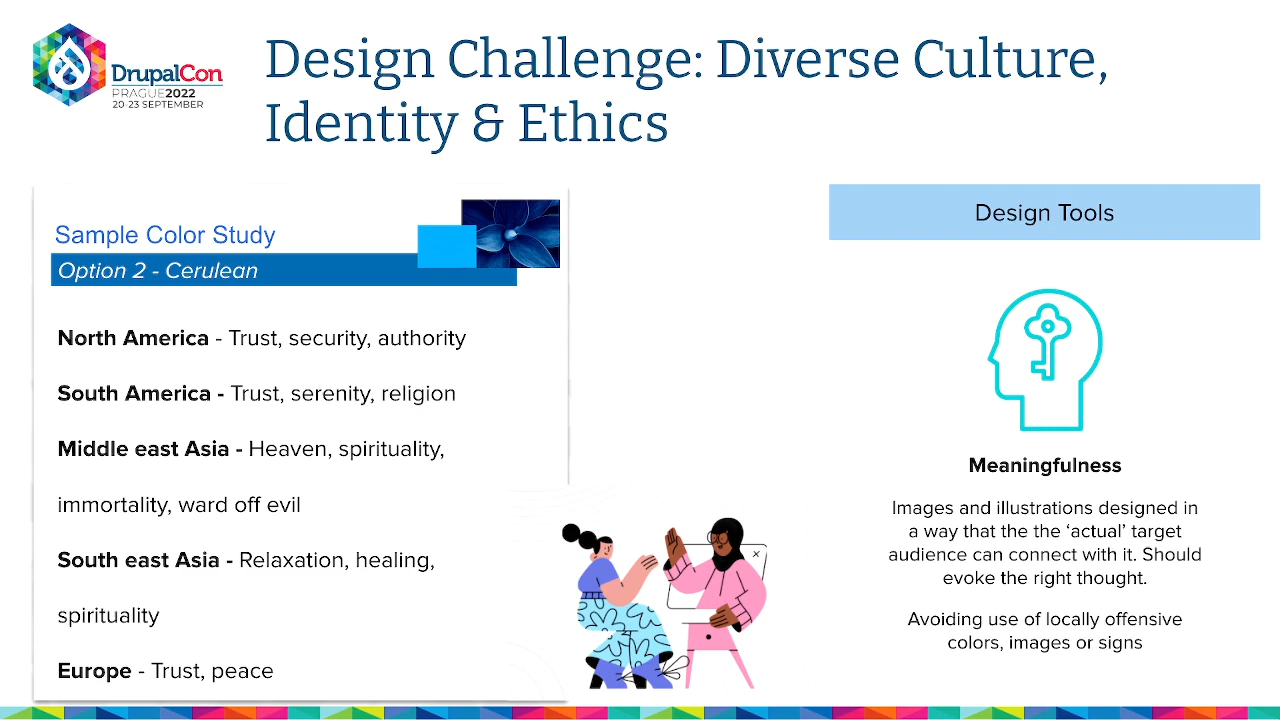 DrupalCon
PRAGUE2022
20-23 SEPTEMBER
Design Challenge: Diverse Culture,
Identity & Ethics
Sample Color Study
Option 2 - Cerulean
North America - Trust, security, authority
South America - Trust, serenity, religion
Middle east Asia - Heaven, spirituality,
immortality, ward off evil
South east Asia - Relaxation, healing,
spirituality
Europe - Trust, peace
Design Tools
Meaningfulness
Images and illustrations designed in
a way that the the ‘actual’ target
audience can connect with it. Should
evoke the right thought.
Avoiding use of locally offensive
colors, images or signs